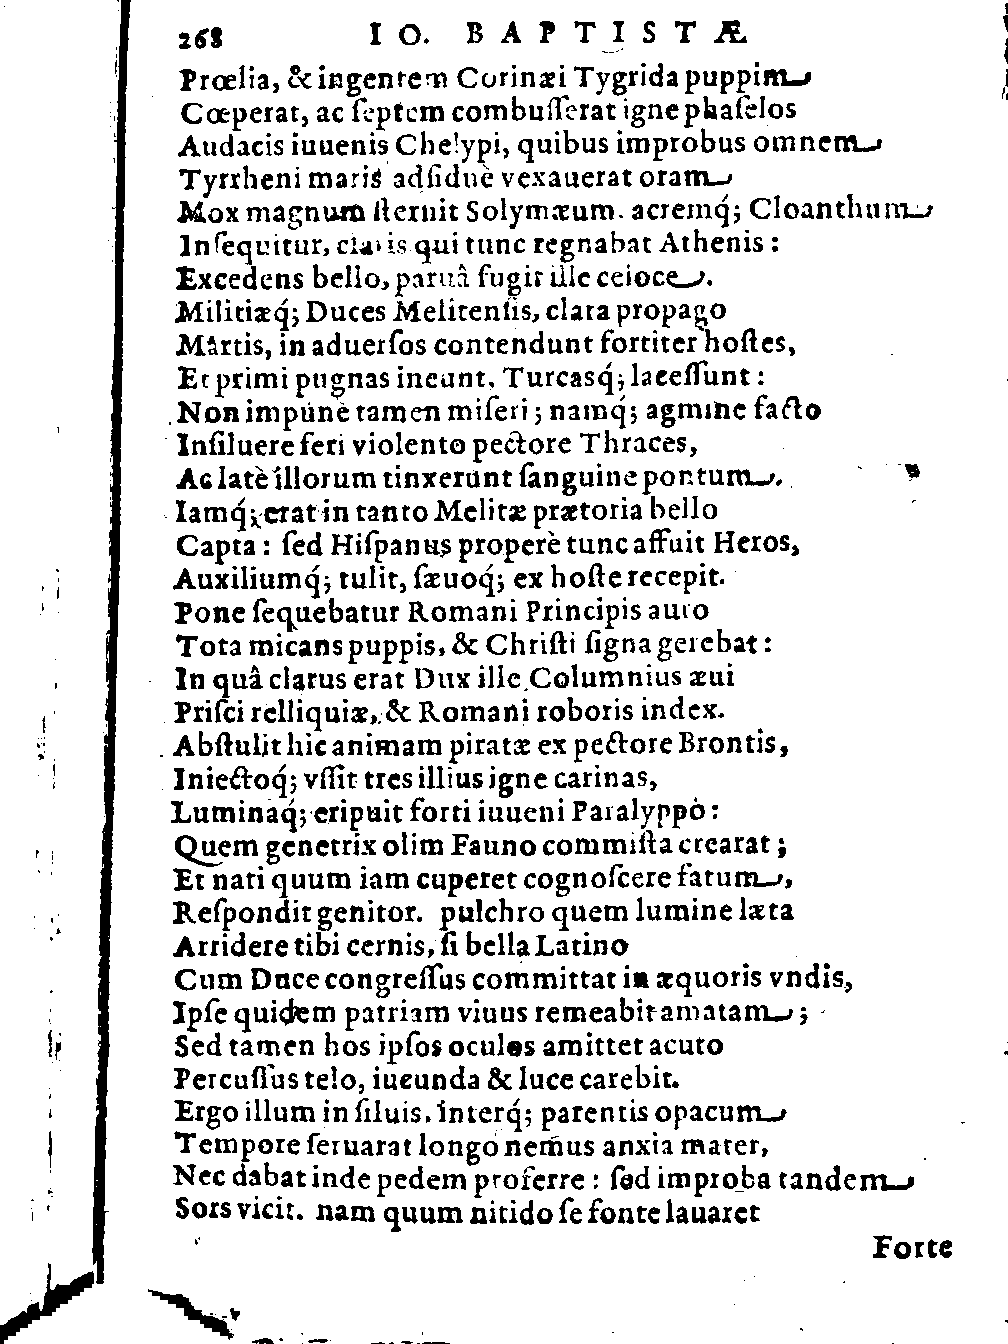 268 IO. BAPTISTÆ
Prœlia, & ingentem Corinæi Tygrida puppim
Cœperat, ac ſeptem combuſſerat igne phaſelos
Audacis iuuenis Chelypi, quibus improbus omnem
Tyrrheni maris adſiduè vexauerat oram
Mox magnum ſternit Solymæum. acremq́; Cloanthum
Inſequitur, clauis qui tunc regnabat Athenis:
Excedens bello, paruâ fugit ille celoce.
Militiæq́; Duces Melitenſis, clara propago
Martis, in aduerſos contendunt fortiter hoſtes,
Et primi pugnas ineunt, Turcasq́; laceſſunt:
Non impunè tamen miſeri; namq́; agmine facto
Inſiluere feri violento pectore Thraces,
Ac latè illorum tinxerunt ſanguine pontum.
Iamq́; erat in tanto Melitæ prætoria bello
Capta: ſed Hiſpanus properè tunc affuit Heros,
Auxiliumq́; tulit, ſæuoq́; ex hoſte recepit.
Pone ſequebatur Romani Principis auro
Tota micans puppis, & Chriſti ſigna gerebat:
In quâ clarus erat Dux ille Columnius æui
Priſci relliquiæ, & Romani roboris index.
Abſtulit hic animam piratæ ex pectore Brontis,
Iniectoq́; vſſit tres illius igne carinas,
Luminaq́; eripuit forti iuueni Paralyppo:
Quem genetrix olim Fauno commiſta crearat;
Et nati quum iam cuperet cognoſcere fatum,
Reſpondit genitor. pulchro quem lumine læta
Arridere tibi cernis, ſi bella Latino
Cum Duce congreſſus committat in æquoris vndis,
Ipſe quidem patriam viuus remeabit amatam;
Sed tamen hos ipſos oculos amittet acuto
Percuſſus telo, iucunda & luce carebit.
Ergo illum in ſiluis, interq́; parentis opacum
Tempore ſeruarat longo nemus anxia mater,
Nec dabat inde pedem proferre: ſed improba tandem
Sors vicit. nam quum nitido ſe fonte lauaret
Forte